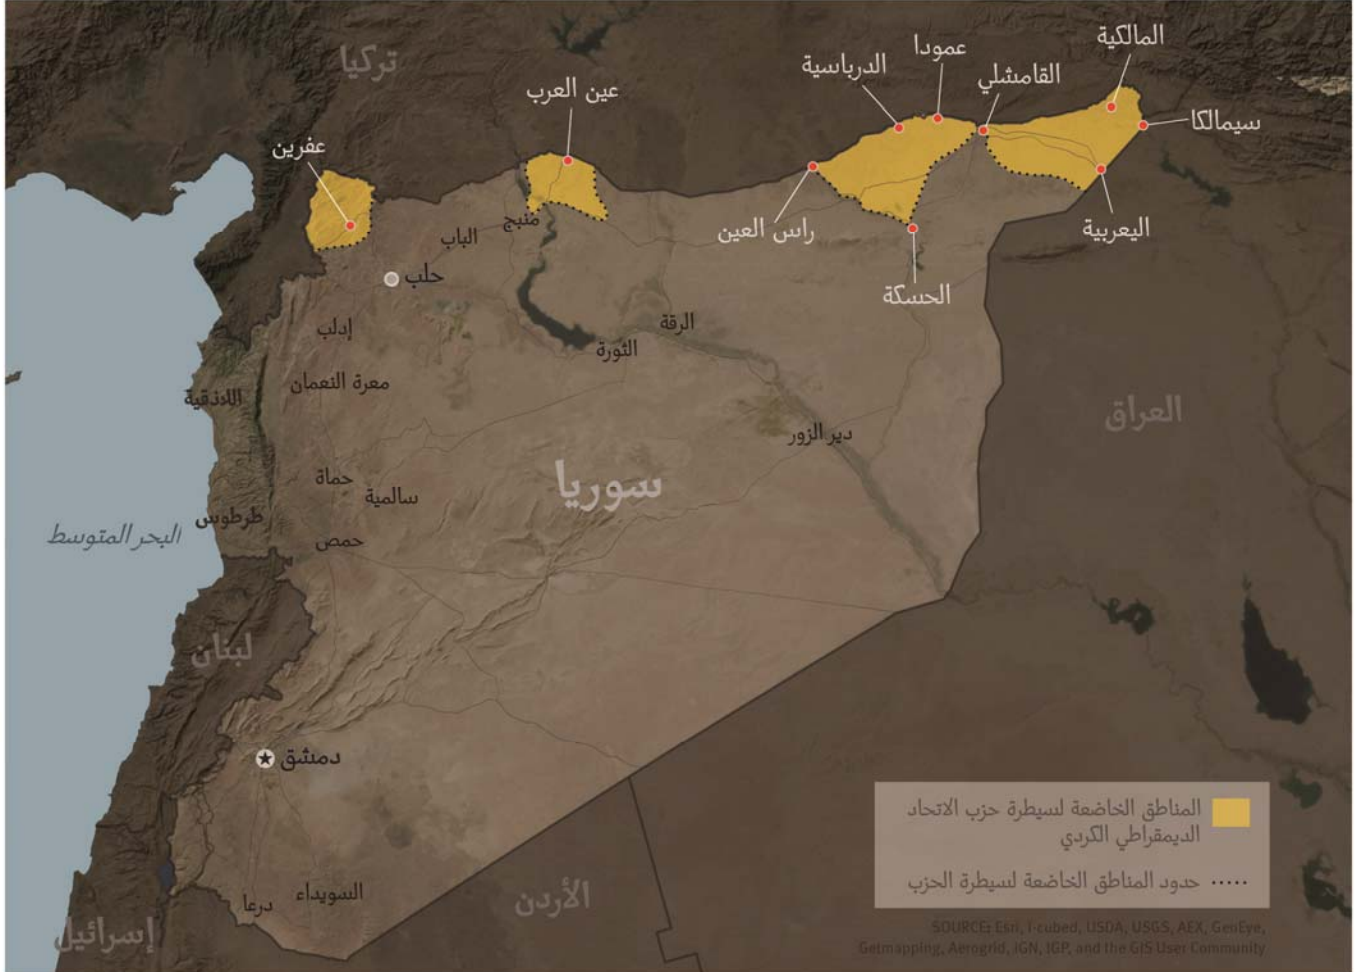 تركيا
المالكية
عمودا
الدرباسية
القامشلي
عين العرب
سيمالكا
عفرين
راس العين
اليعربية
منبج
الباب
حلب
الحسكة
إدلب
الرقة
الثورة
معرة النعمان
اللاذقية
العراق
دير الزور
سوريا
حماة
سالمية
طرطوس
البحر المتوسط
حمص
لبنان
دمشق
المناطق الخاضعة لسيطرة حزب الاتحاد
الديمقراطي الكردي
حدود المناطق الخاضعة لسيطرة الحزب
السويداء
درعا
الأردن
إسرائيل
SOURCE: Esri, i-cubed, USDA, USGS, AEX, GenEye,
Getmapping, Aerogrid, IGN, IGP, and the GIS User Community